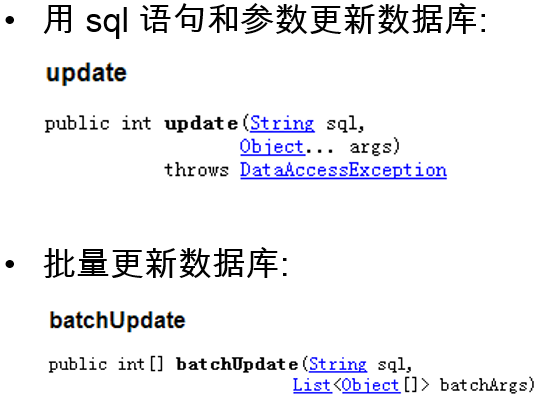 • 用 sql 语句和参数更新数据库:
update
public int update(String sql,
Object... args)
throws DataAccessException
• 批量更新数据库:
batchUpdate
public int[] batchUpdate(String sql,
List<Object[]> batchArgs)